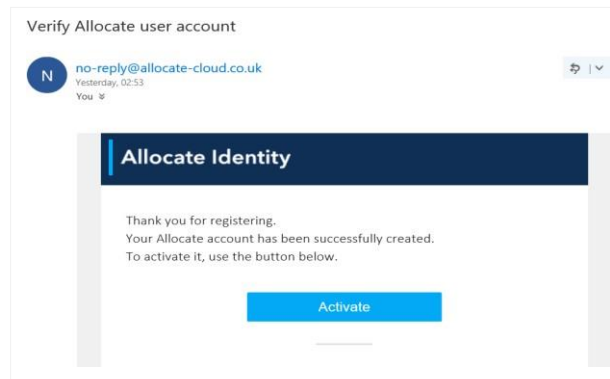 Verify Allocate user account
N
no-reply@allocate-cloud.co.uk
Yesterday, 02:53
You
Allocate Identity
Thank you for registering.
Your Allocate account has been successfully created.
To activate it, use the button below.
Activate